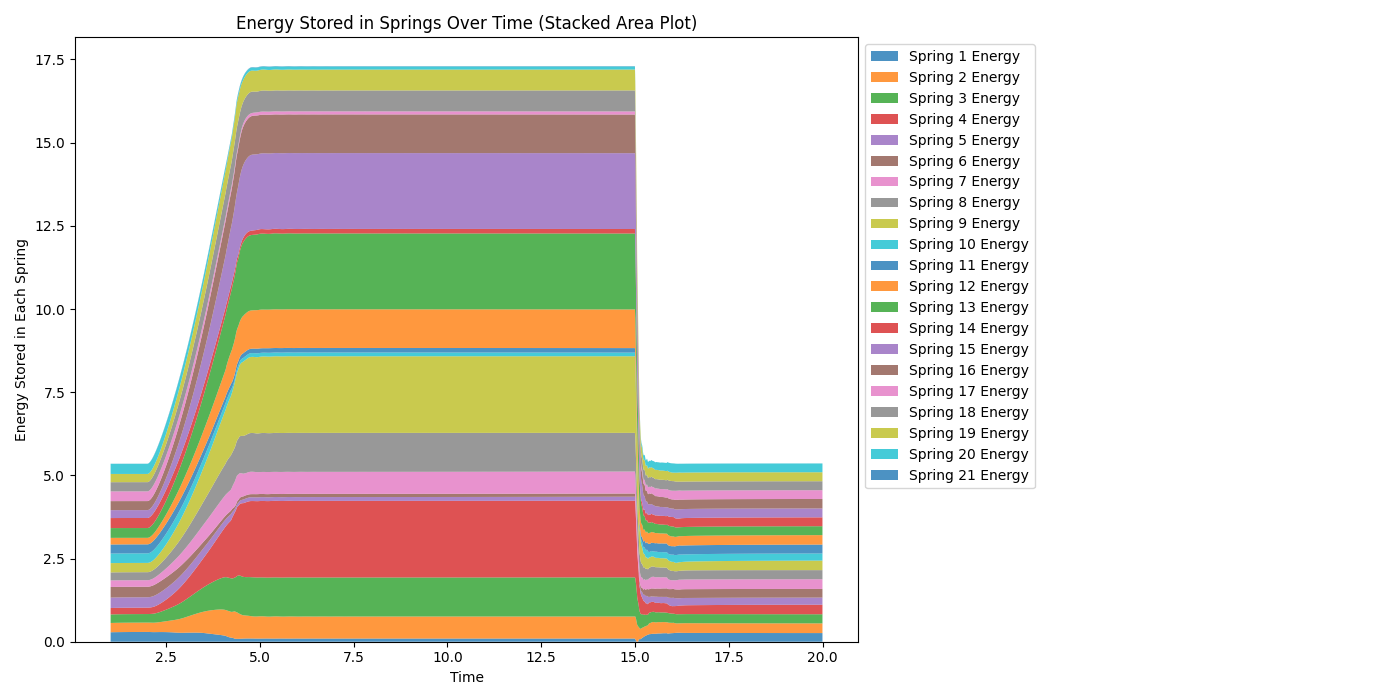 Energy Stored in Springs Over Time (Stacked Area Plot)
17.5
15.0
12.5
10.0
7.5
5.0
2.5
0.0
Energy Stored in Each Spring
2.5
5.0
7.5
10.0
12.5
15.0
17.5
20.0
Time
Spring 1 Energy
Spring 2 Energy
Spring 3 Energy
Spring 4 Energy
Spring 5 Energy
Spring 6 Energy
Spring 7 Energy
Spring 8 Energy
Spring 9 Energy
Spring 10 Energy
Spring 11 Energy
Spring 12 Energy
Spring 13 Energy
Spring 14 Energy
Spring 15 Energy
Spring 16 Energy
Spring 17 Energy
Spring 18 Energy
Spring 19 Energy
Spring 20 Energy
Spring 21 Energy